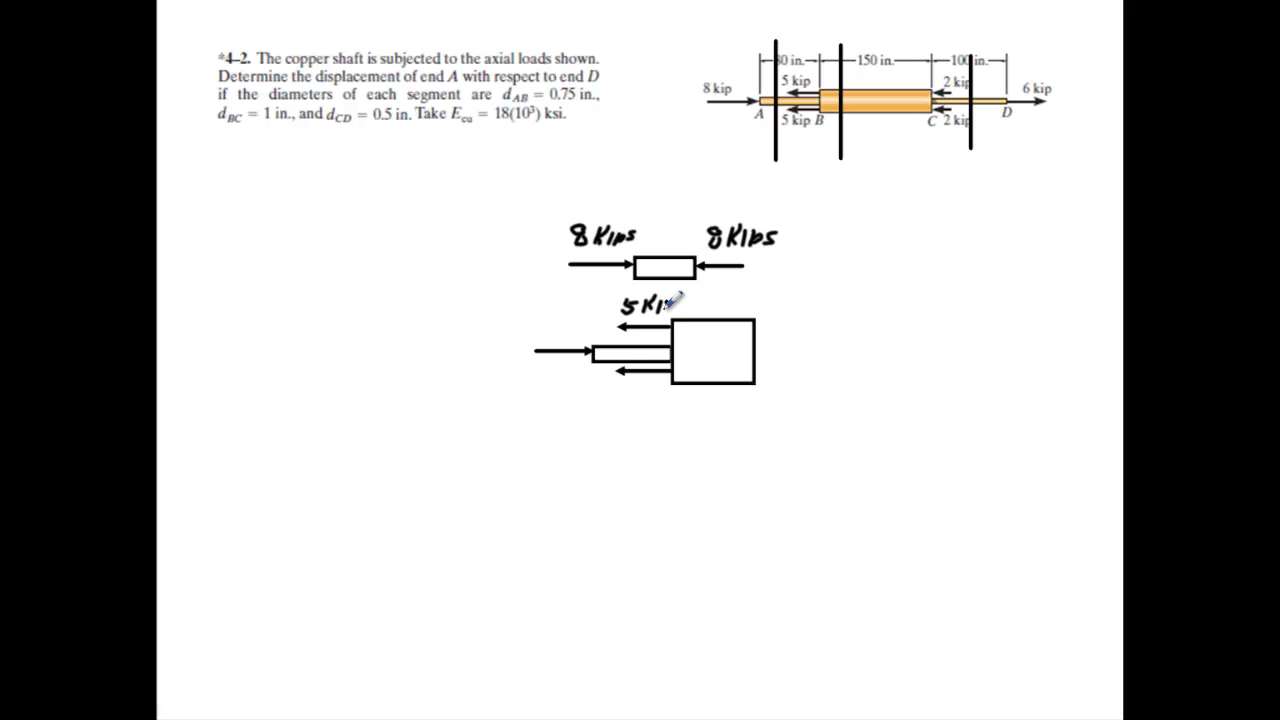 *4–2. The copper shaft is subjected to the axial loads shown.
Determine the displacement of end A with respect to end D
if the diameters of each segment are dAB = 0.75 in.,
dBC = 1 in., and dCD = 0.5 in. Take Ecu = 18(10³) ksi.
in. 150 in. 100 in.
8 kip 5 kip 2 kip 6 kip
A 5 kip B C 2 kip D
8 KIPS 8 KIPS
5 KI